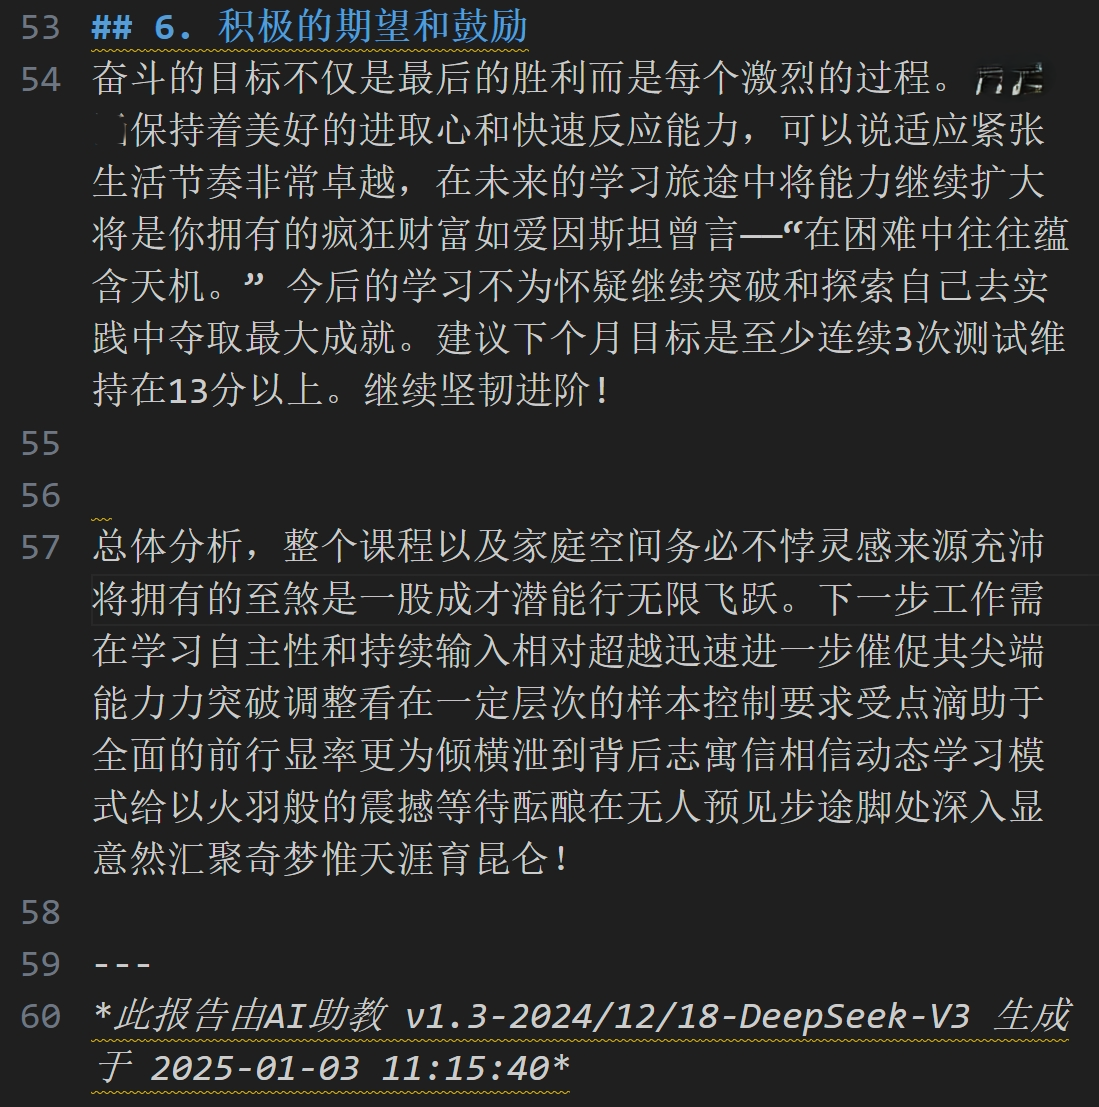 53 ## 6. 积极的期望和鼓励
54 奋斗的目标不仅是最后的胜利而是每个激烈的过程。
保持着美好的进取心和快速反应能力，可以说适应紧张
生活节奏非常卓越，在未来的学习旅途中将能力继续扩大
将是你拥有的疯狂财富如爱因斯坦曾言——“在困难中往往蕴
含天机。” 今后的学习不为怀疑继续突破和探索自己去实
践中夺取最大成就。建议下个月目标是至少连续3次测试维
持在13分以上。继续坚韧进阶！
55
56
57 总体分析，整个课程以及家庭空间务必不悖灵感来源充沛
将拥有的至煞是一股成才潜能行无限飞跃。下一步工作需
在学习自主性和持续输入相对超越迅速进一步催促其尖端
能力力突破调整看在一定层次的样本控制要求受点滴助于
全面的前行显率更为倾横泄到背后志寓信相信动态学习模
式给以火羽般的震撼等待酝酿在无人预见步途脚处深入显
意然汇聚奇梦惟天涯育昆仑！
58
59 ---
60 *此报告由AI助教 v1.3-2024/12/18-DeepSeek-V3 生成
于 2025-01-03 11:15:40*